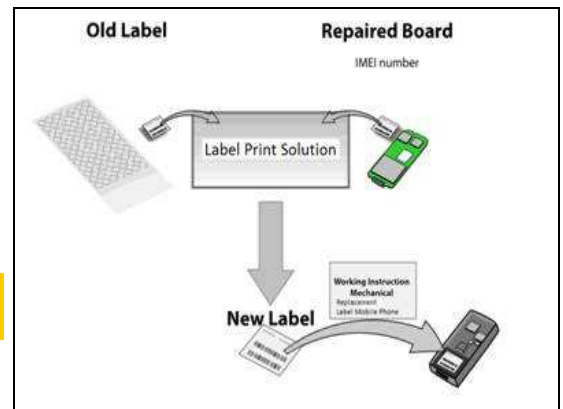 Old Label
Repaired Board
IMEI number
Label Print Solution
Working Instruction
Mechanical
Replacement
Label Mobile Phone
New Label